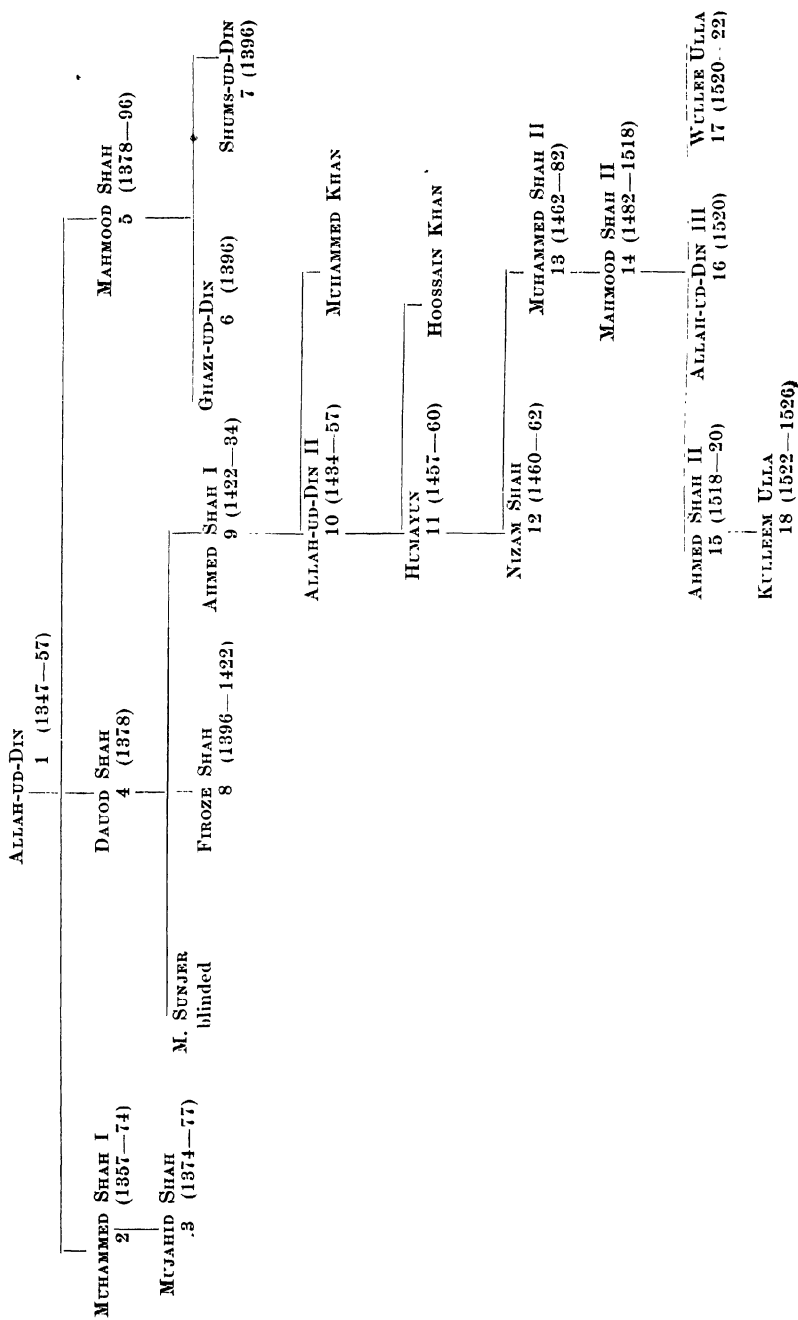 ALLAH-UD-DIN
1 (1347—57)
MUHAMMED SHAH I
2 (1357—74)
DAUOD SHAH
4 (1378)
MAHMOOD SHAH
5 (1378—96)
MUJAHID SHAH
3 (1374—77)
M. SUNJER
blinded
FIROZE SHAH
8 (1396—1422)
AHMED SHAH I
9 (1422—34)
GHAZI-UD-DIN
6 (1396)
SHUMS-UD-DIN
7 (1396)
ALLAH-UD-DIN II
10 (1434—57)
MUHAMMED KHAN
HUMAYUN
11 (1457—60)
HOOSSAIN KHAN
NIZAM SHAH
12 (1460—62)
MUHAMMED SHAH II
13 (1462—82)
MAHMOOD SHAH II
14 (1482—1518)
AHMED SHAH II
15 (1518—20)
ALLAH-UD-DIN III
16 (1520)
WULLEE ULLA
17 (1520—22)
KULLEEM ULLA
18 (1522—1526)